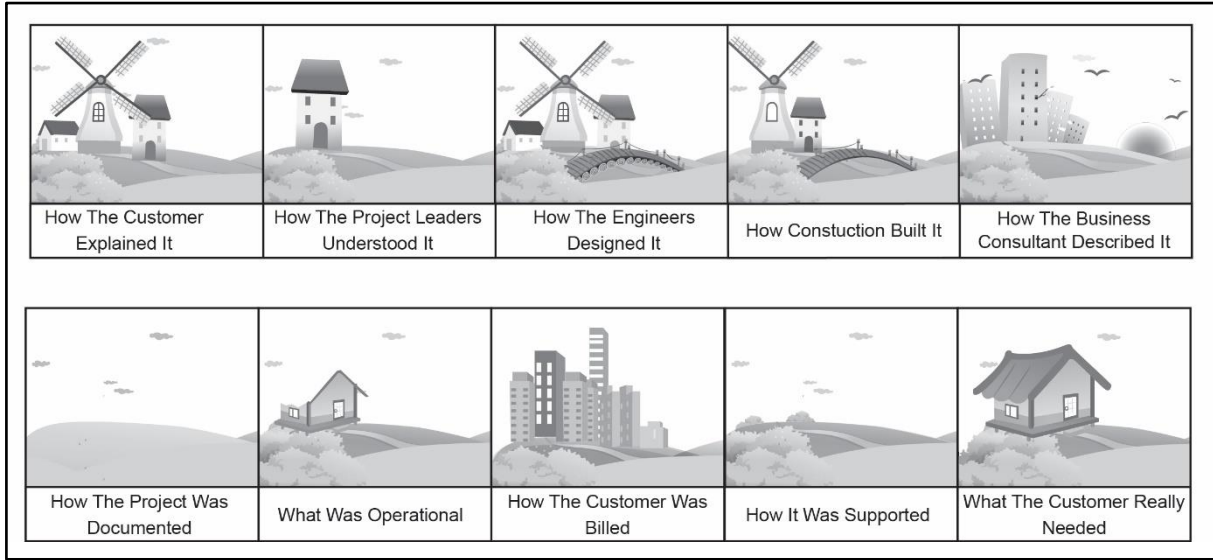 How The Customer
Explained It
How The Project Leaders
Understood It
How The Engineers
Designed It
How Constuction Built It
How The Business
Consultant Described It
How The Project Was
Documented
What Was Operational
How The Customer Was
Billed
How It Was Supported
What The Customer Really
Needed